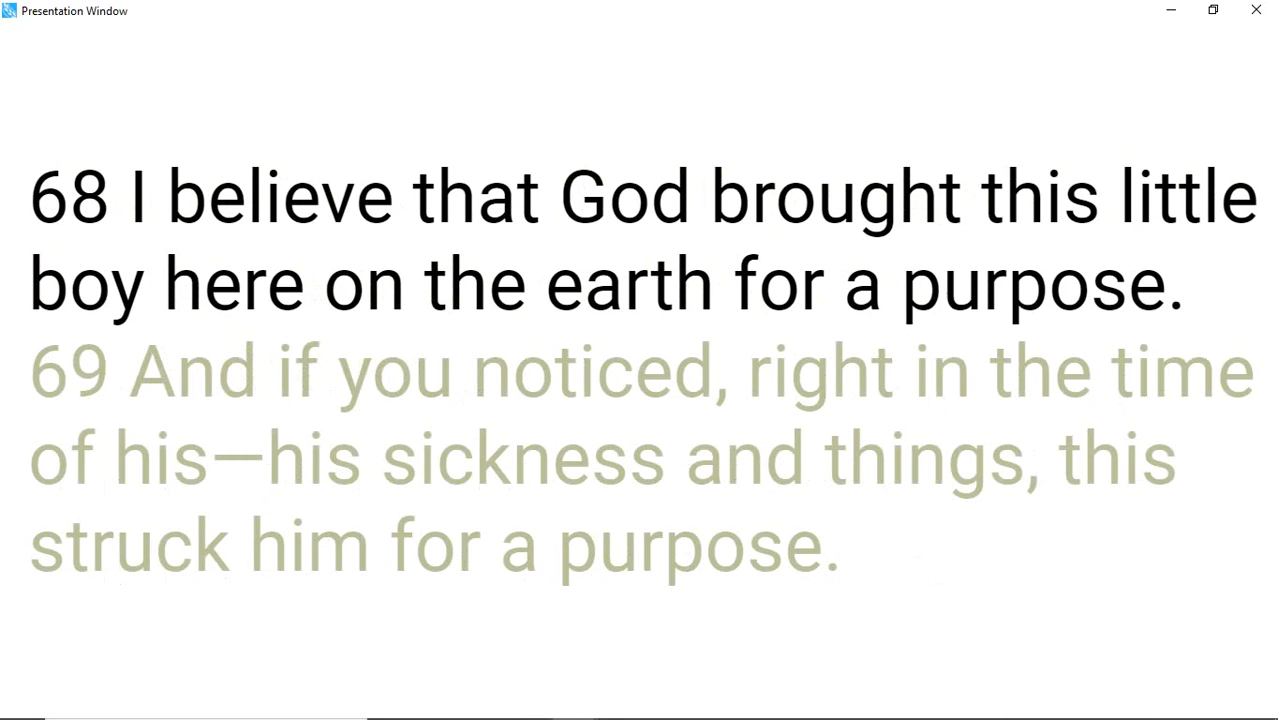 Presentation Window
68 I believe that God brought this little
boy here on the earth for a purpose.
69 And if you noticed, right in the time
of his—his sickness and things, this
struck him for a purpose.